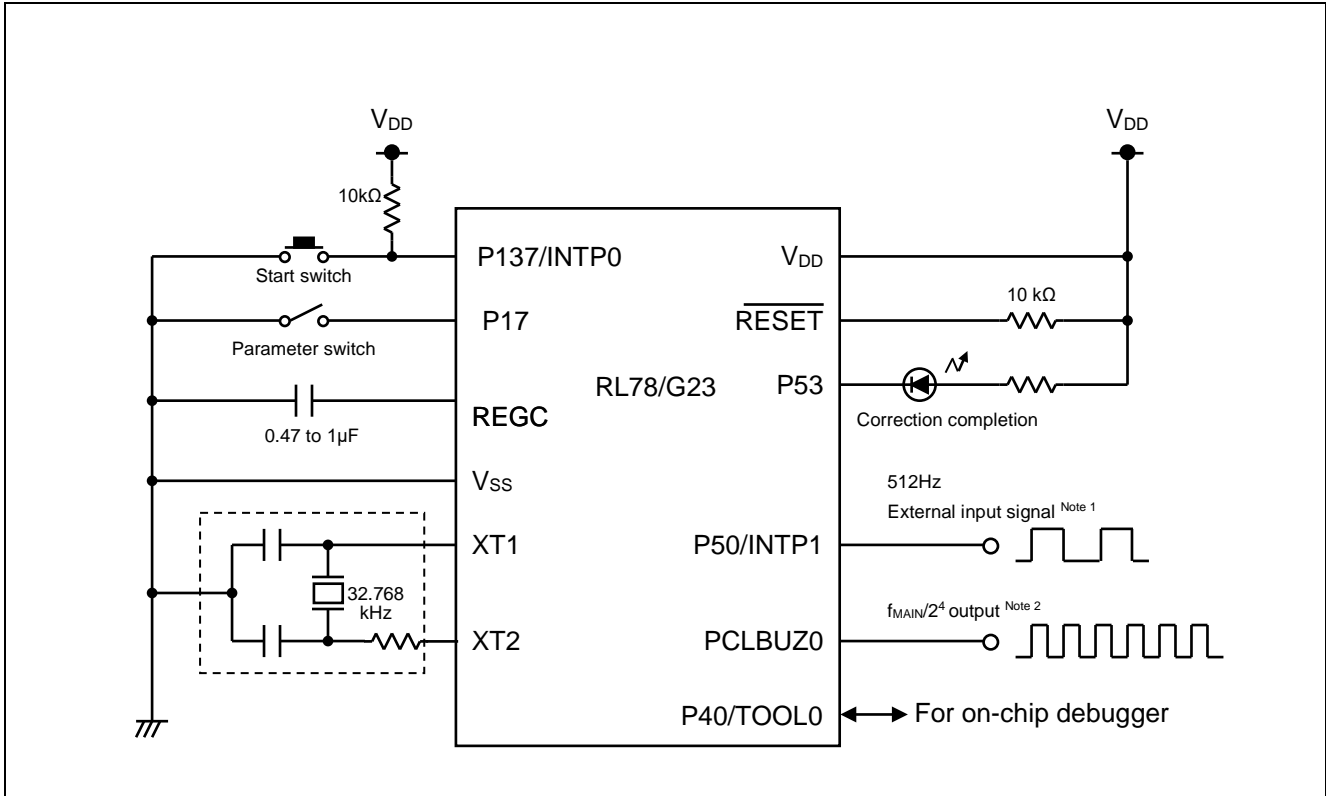 VDD
VDD
10kΩ
P137/INTP0
VDD
Start switch
10 kΩ
P17
RESET
Parameter switch
RL78/G23
P53
REGC
Correction completion
0.47 to 1µF
VSS
512Hz
External input signal Note 1
XT1
P50/INTP1
32.768
kHz
fMAIN/2⁴ output Note 2
XT2
PCLBUZ0
P40/TOOL0
For on-chip debugger